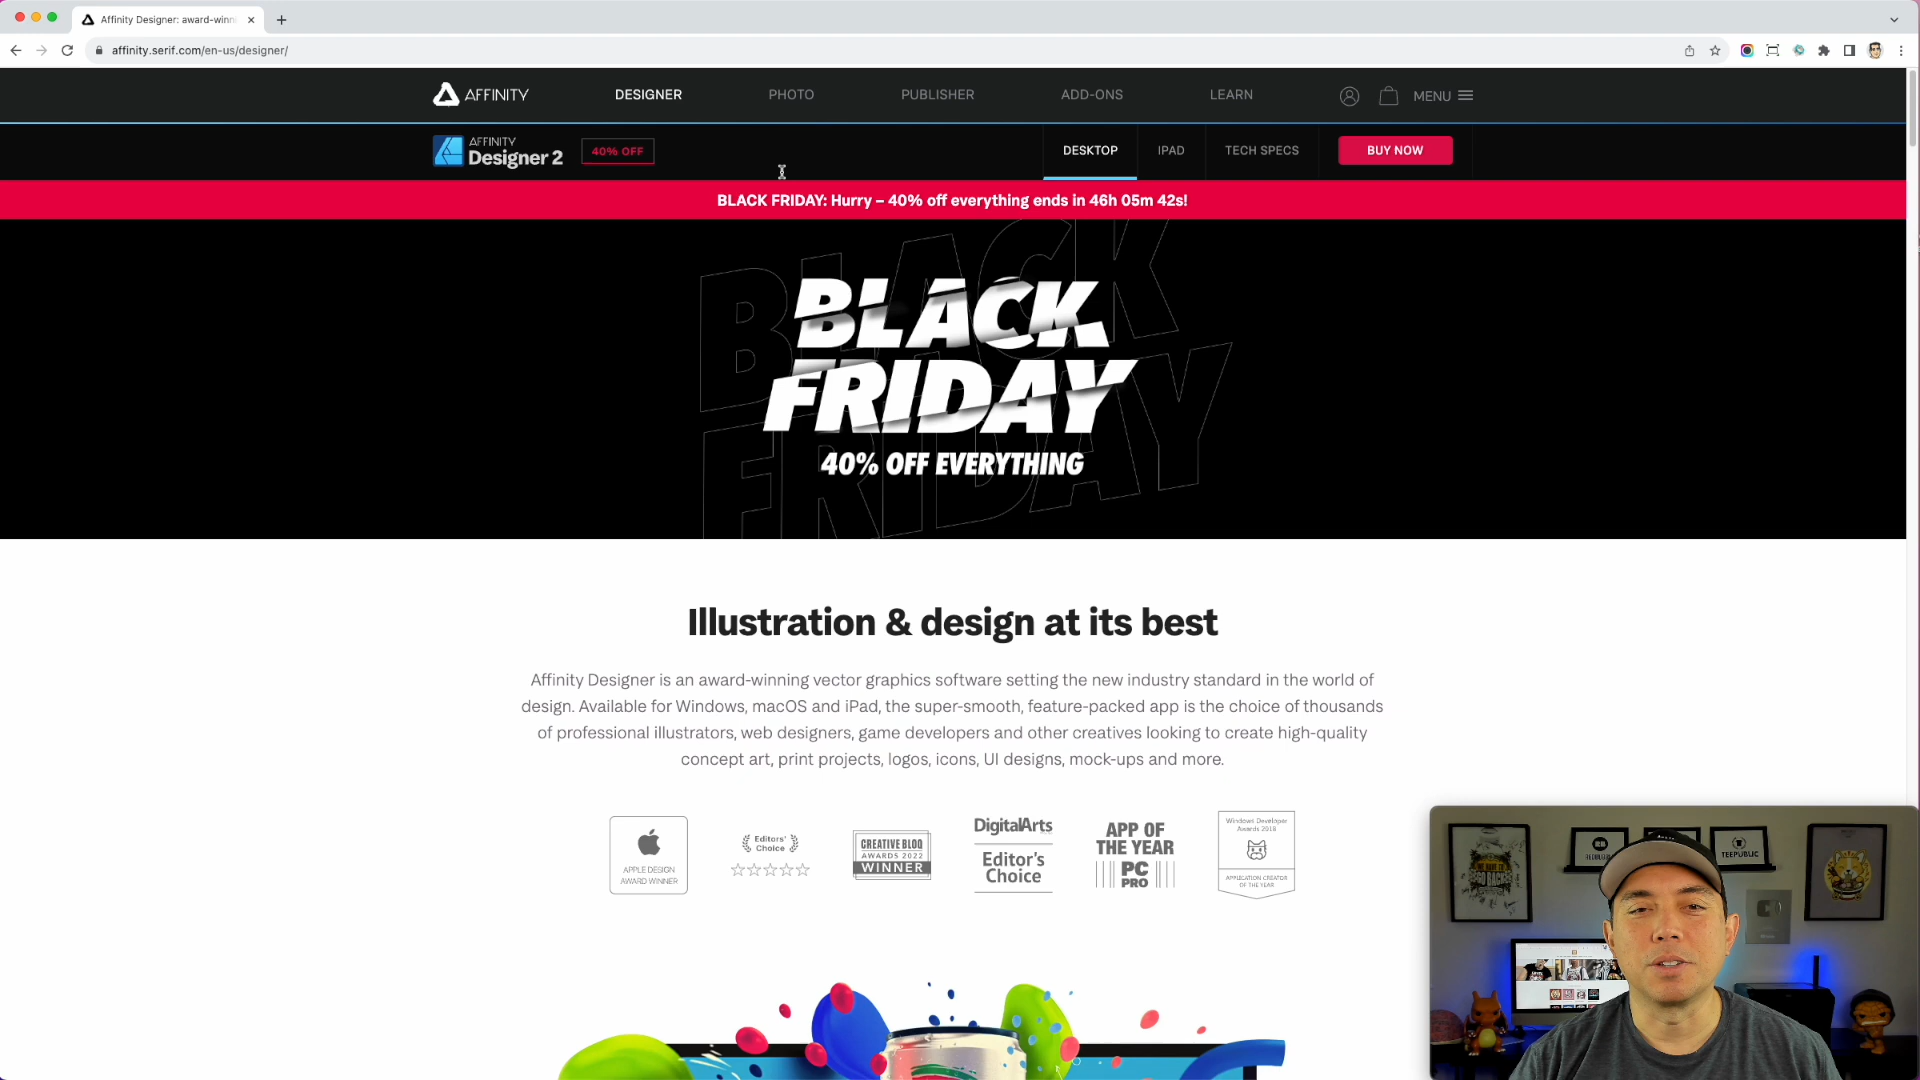 Affinity Designer: award-winn
affinity.serif.com/en-us/designer/
AFFINITY
DESIGNER
PHOTO
PUBLISHER
ADD-ONS
LEARN
MENU
AFFINITY
Designer 2
40% OFF
DESKTOP
IPAD
TECH SPECS
BUY NOW
BLACK FRIDAY: Hurry – 40% off everything ends in 46h 05m 42s!
BLACK
FRIDAY
BLACK
FRIDAY
40% OFF EVERYTHING
Illustration & design at its best
Affinity Designer is an award-winning vector graphics software setting the new industry standard in the world of
design. Available for Windows, macOS and iPad, the super-smooth, feature-packed app is the choice of thousands
of professional illustrators, web designers, game developers and other creatives looking to create high-quality
concept art, print projects, logos, icons, UI designs, mock-ups and more.
APPLE DESIGN
AWARD WINNER
Editors'
Choice
CREATIVE BLOQ
AWARDS 2022
WINNER
DigitalArts
Editor's
Choice
APP OF
THE YEAR
PC
PRO
Windows Developer
Awards 2018
APPLICATION CREATOR
OF THE YEAR
TEEPUBLIC